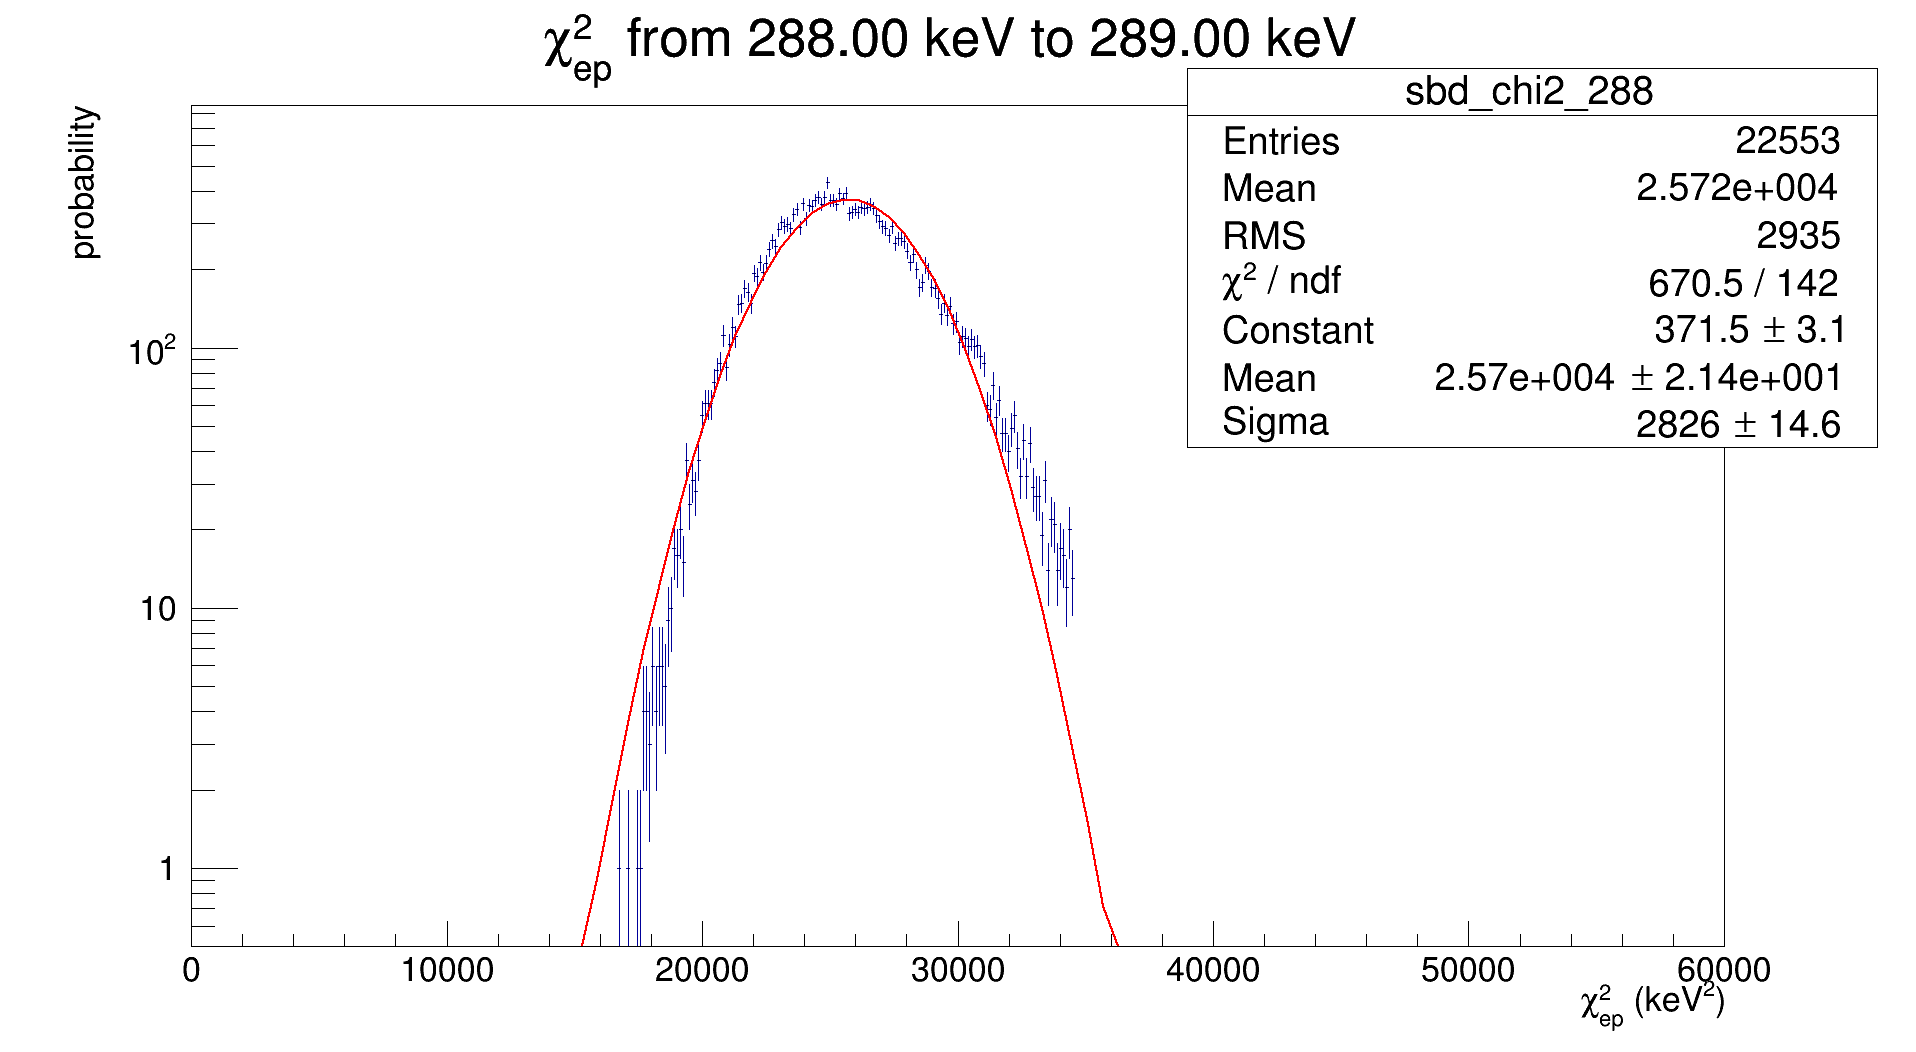 χ²ep from 288.00 keV to 289.00 keV
sbd_chi2_288
Entries 22553
Mean 2.572e+004
RMS 2935
χ² / ndf 670.5 / 142
Constant 371.5 ± 3.1
Mean 2.57e+004 ± 2.14e+001
Sigma 2826 ± 14.6
probability
10²
10
1
0 10000 20000 30000 40000 50000 60000
χ²ep (keV²)